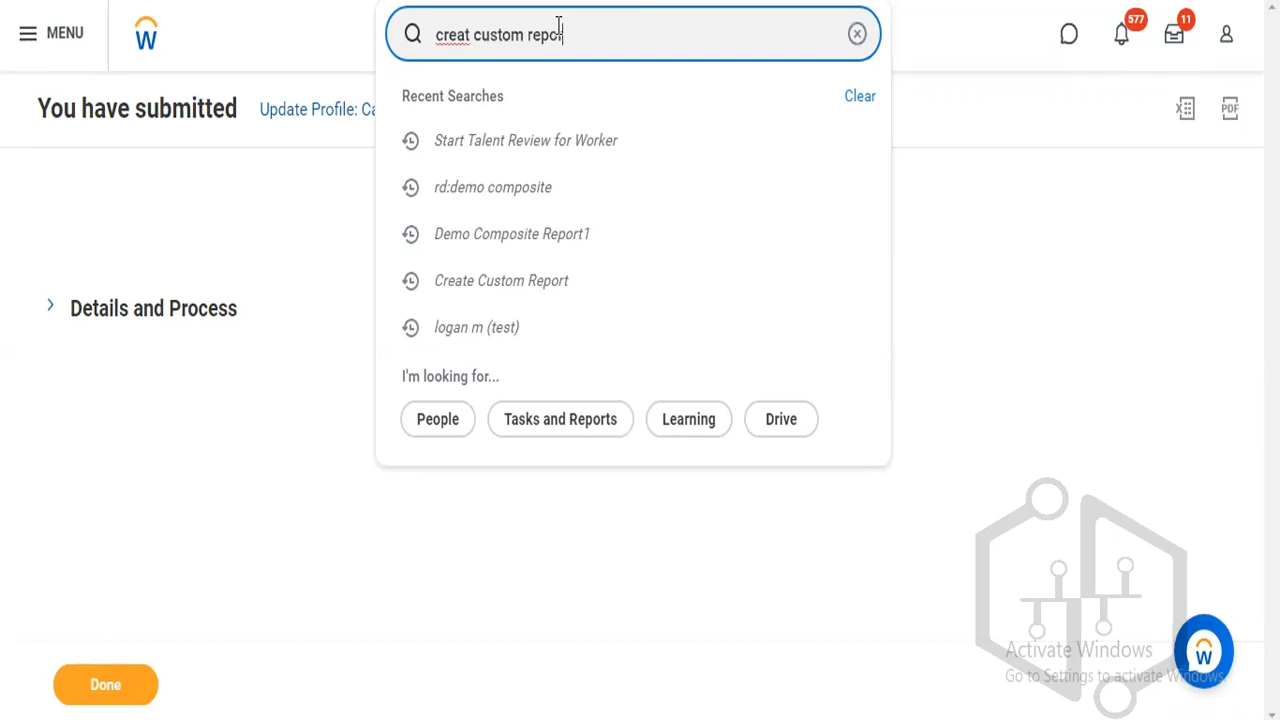 MENU
creat custom repor
577
11
You have submitted
Update Profile: Ca
PDF
Recent Searches
Clear
Start Talent Review for Worker
rd:demo composite
Demo Composite Report1
Create Custom Report
logan m (test)
I'm looking for...
People
Tasks and Reports
Learning
Drive
Details and Process
Activate Windows
Go to Settings to activate Windows.
Done